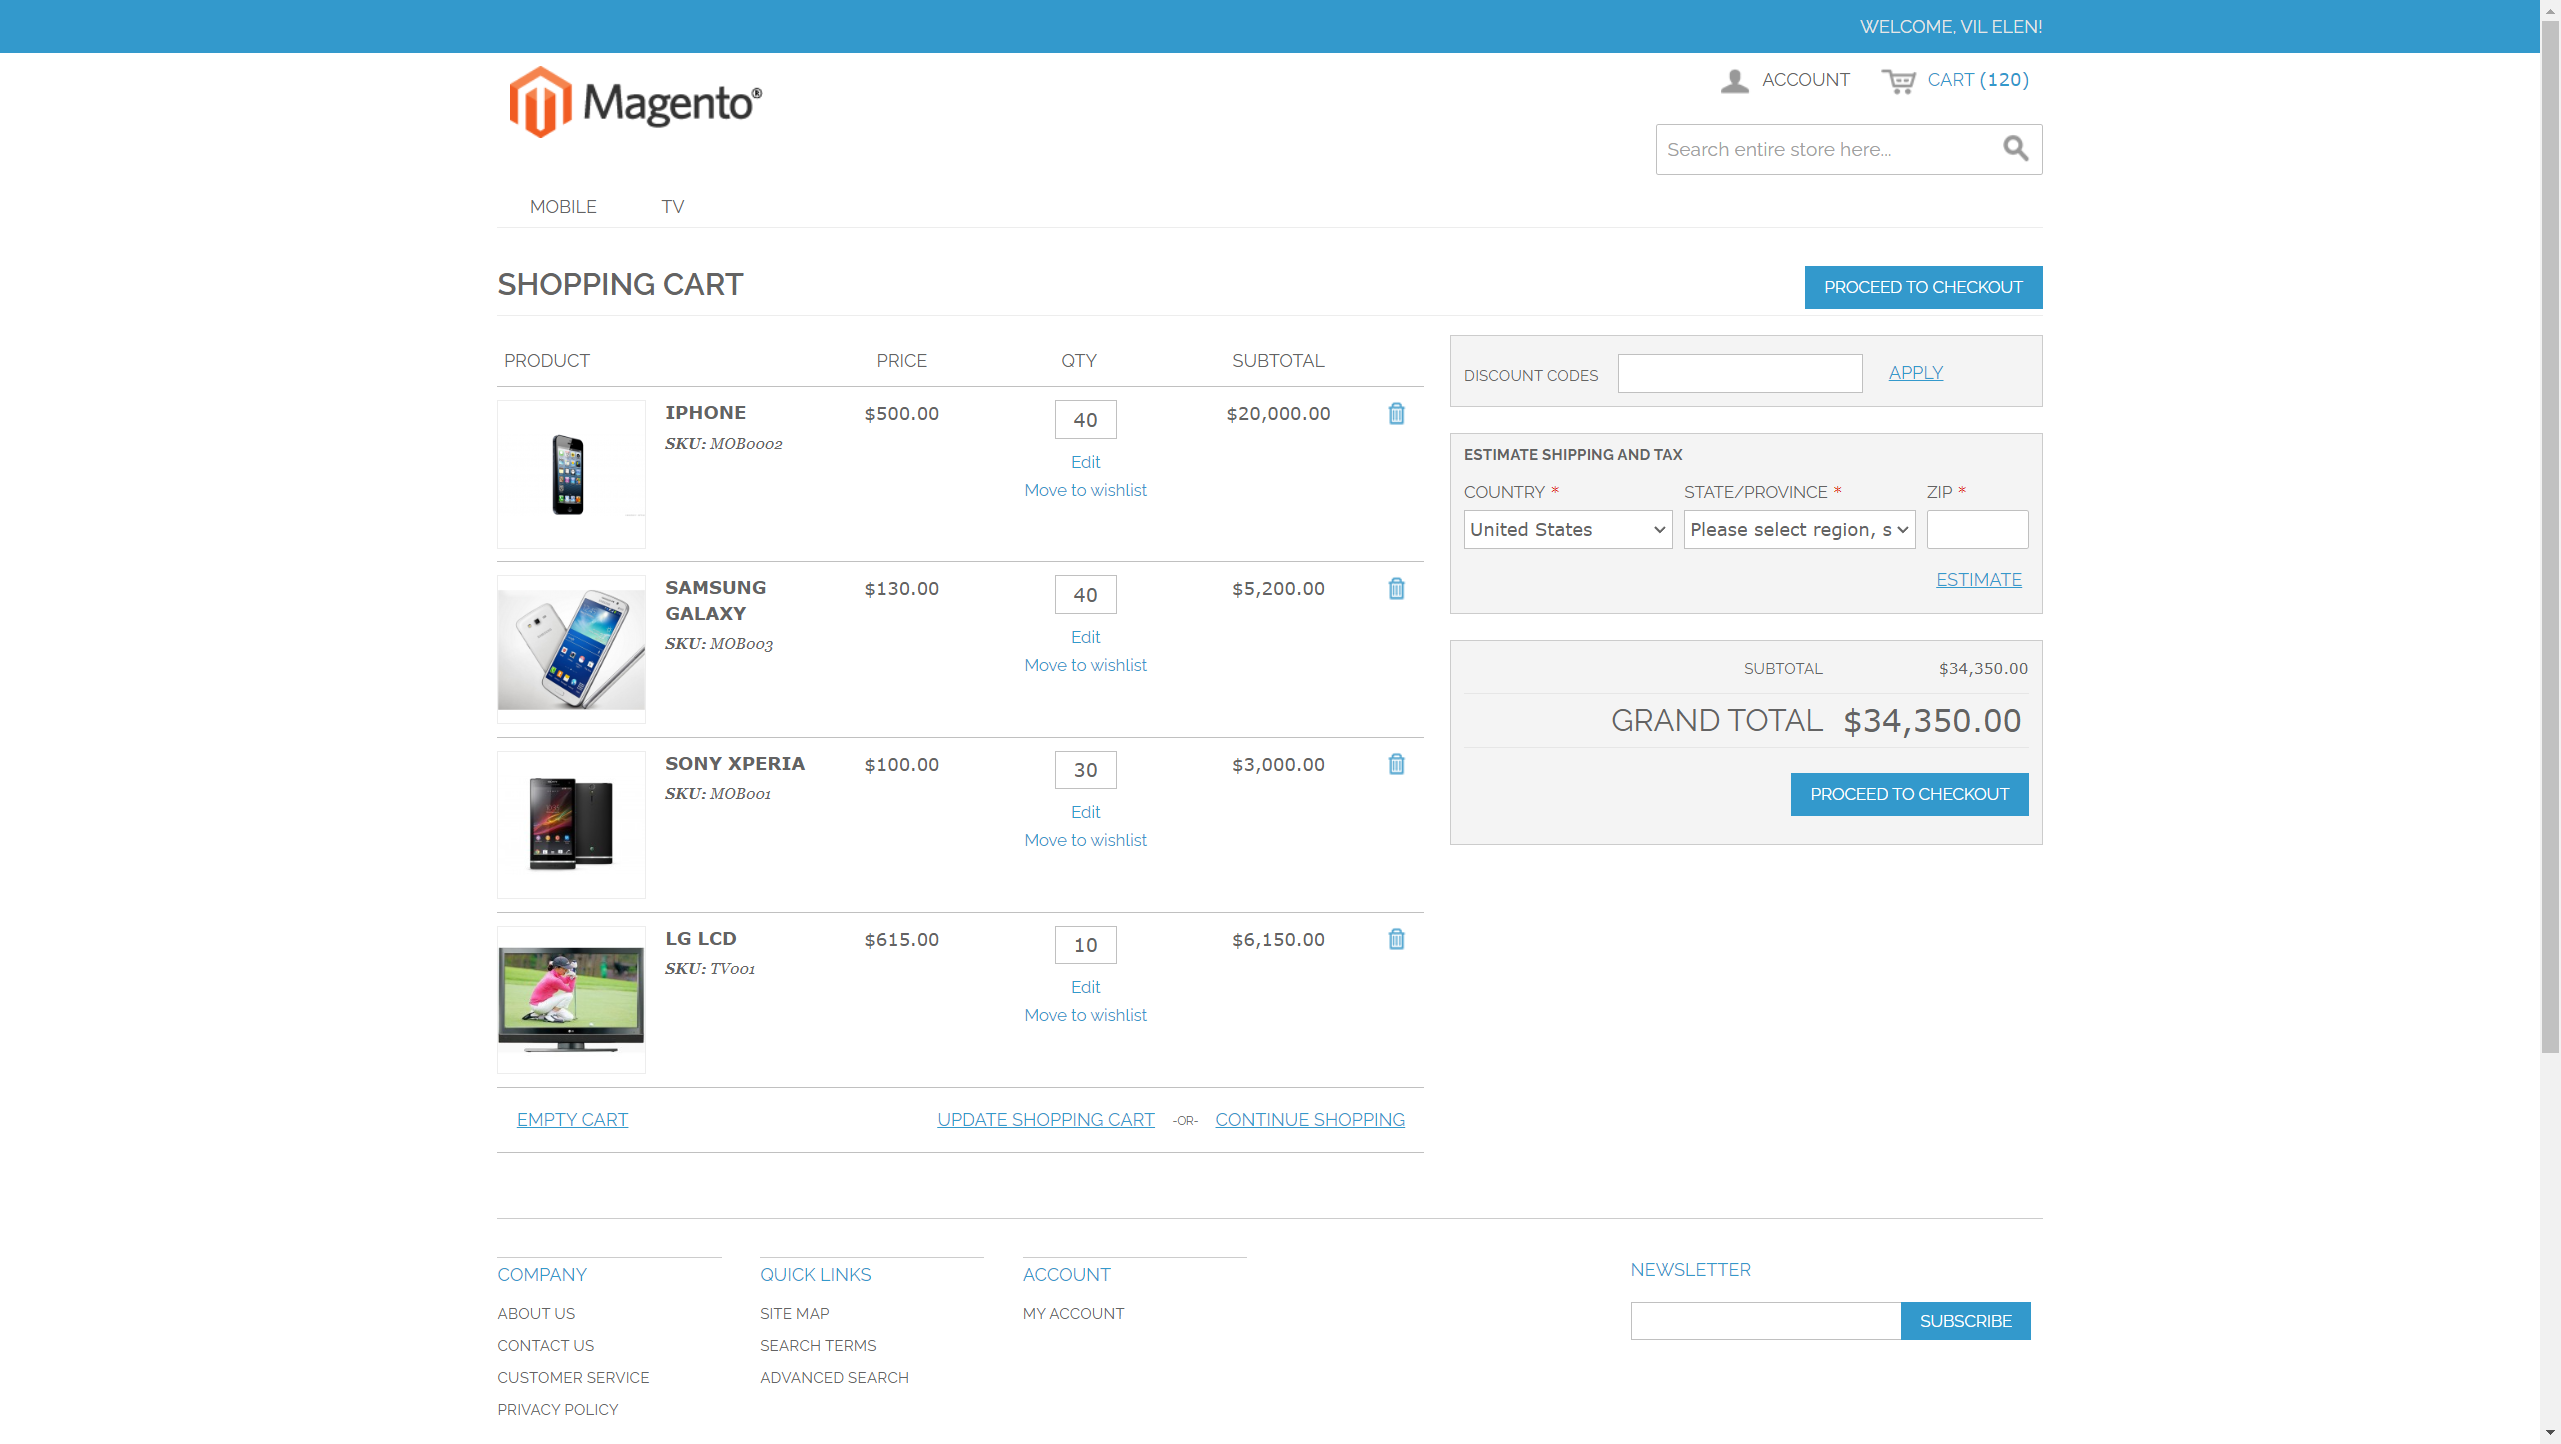 WELCOME, VIL ELEN!
Magento®
ACCOUNT
CART (120)
Search entire store here...
MOBILE
TV
SHOPPING CART
PROCEED TO CHECKOUT
PRODUCT PRICE QTY SUBTOTAL
IPHONE $500.00 40 $20,000.00
SKU: MOB0002
Edit
Move to wishlist
SAMSUNG GALAXY $130.00 40 $5,200.00
SKU: MOB003
Edit
Move to wishlist
SONY XPERIA $100.00 30 $3,000.00
SKU: MOB001
Edit
Move to wishlist
LG LCD $615.00 10 $6,150.00
SKU: TV001
Edit
Move to wishlist
EMPTY CART UPDATE SHOPPING CART -OR- CONTINUE SHOPPING
DISCOUNT CODES APPLY
ESTIMATE SHIPPING AND TAX
COUNTRY * STATE/PROVINCE * ZIP *
United States Please select region, s
ESTIMATE
SUBTOTAL $34,350.00
GRAND TOTAL $34,350.00
PROCEED TO CHECKOUT
COMPANY
ABOUT US
CONTACT US
CUSTOMER SERVICE
PRIVACY POLICY
QUICK LINKS
SITE MAP
SEARCH TERMS
ADVANCED SEARCH
ACCOUNT
MY ACCOUNT
NEWSLETTER
SUBSCRIBE